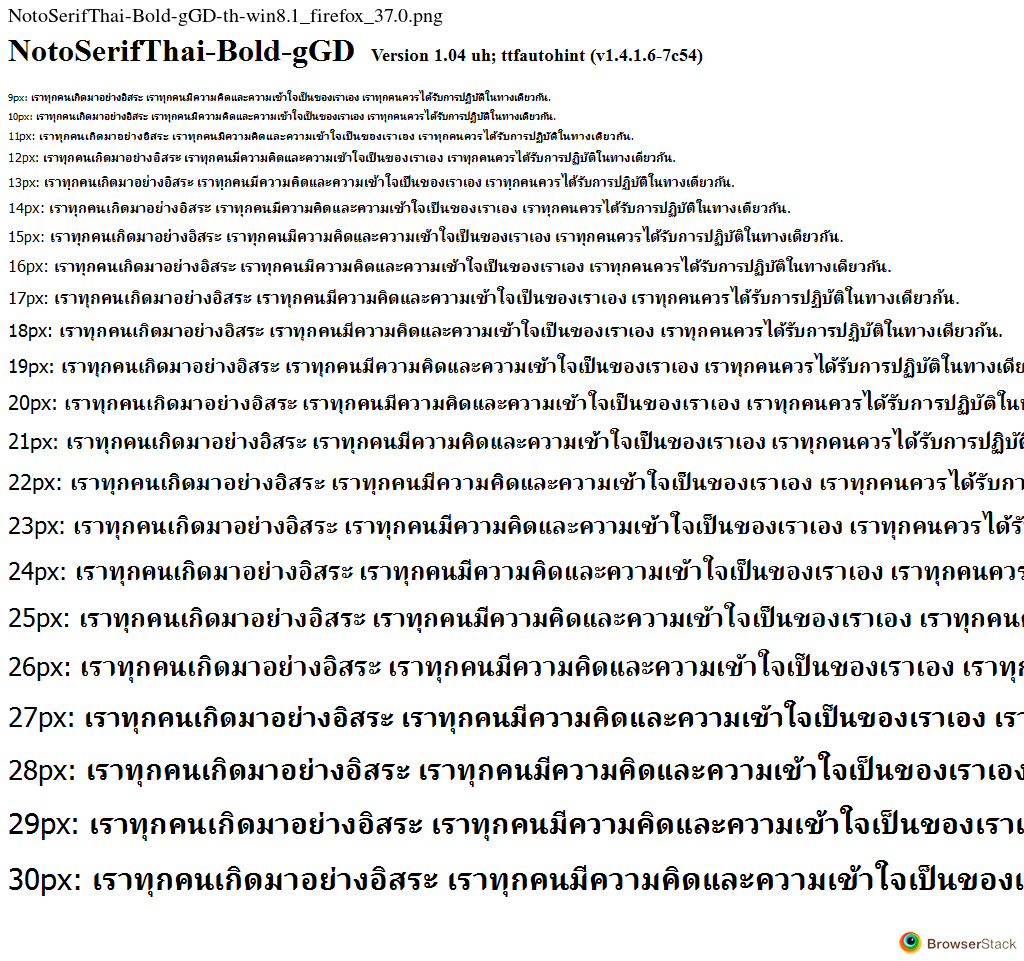 NotoSerifThai-Bold-gGD-th-win8.1_firefox_37.0.png
NotoSerifThai-Bold-gGD Version 1.04 uh; ttfautohint (v1.4.1.6-7c54)
9px: เราทุกคนเกิดมาอย่างอิสระ เราทุกคนมีความคิดและความเข้าใจเป็นของเราเอง เราทุกคนควรได้รับการปฏิบัติในทางเดียวกัน.
10px: เราทุกคนเกิดมาอย่างอิสระ เราทุกคนมีความคิดและความเข้าใจเป็นของเราเอง เราทุกคนควรได้รับการปฏิบัติในทางเดียวกัน.
11px: เราทุกคนเกิดมาอย่างอิสระ เราทุกคนมีความคิดและความเข้าใจเป็นของเราเอง เราทุกคนควรได้รับการปฏิบัติในทางเดียวกัน.
12px: เราทุกคนเกิดมาอย่างอิสระ เราทุกคนมีความคิดและความเข้าใจเป็นของเราเอง เราทุกคนควรได้รับการปฏิบัติในทางเดียวกัน.
13px: เราทุกคนเกิดมาอย่างอิสระ เราทุกคนมีความคิดและความเข้าใจเป็นของเราเอง เราทุกคนควรได้รับการปฏิบัติในทางเดียวกัน.
14px: เราทุกคนเกิดมาอย่างอิสระ เราทุกคนมีความคิดและความเข้าใจเป็นของเราเอง เราทุกคนควรได้รับการปฏิบัติในทางเดียวกัน.
15px: เราทุกคนเกิดมาอย่างอิสระ เราทุกคนมีความคิดและความเข้าใจเป็นของเราเอง เราทุกคนควรได้รับการปฏิบัติในทางเดียวกัน.
16px: เราทุกคนเกิดมาอย่างอิสระ เราทุกคนมีความคิดและความเข้าใจเป็นของเราเอง เราทุกคนควรได้รับการปฏิบัติในทางเดียวกัน.
17px: เราทุกคนเกิดมาอย่างอิสระ เราทุกคนมีความคิดและความเข้าใจเป็นของเราเอง เราทุกคนควรได้รับการปฏิบัติในทางเดียวกัน.
18px: เราทุกคนเกิดมาอย่างอิสระ เราทุกคนมีความคิดและความเข้าใจเป็นของเราเอง เราทุกคนควรได้รับการปฏิบัติในทางเดียวกัน.
19px: เราทุกคนเกิดมาอย่างอิสระ เราทุกคนมีความคิดและความเข้าใจเป็นของเราเอง เราทุกคนควรได้รับการปฏิบัติในทางเดีย
20px: เราทุกคนเกิดมาอย่างอิสระ เราทุกคนมีความคิดและความเข้าใจเป็นของเราเอง เราทุกคนควรได้รับการปฏิบัติในท
21px: เราทุกคนเกิดมาอย่างอิสระ เราทุกคนมีความคิดและความเข้าใจเป็นของเราเอง เราทุกคนควรได้รับการปฏิบัติ
22px: เราทุกคนเกิดมาอย่างอิสระ เราทุกคนมีความคิดและความเข้าใจเป็นของเราเอง เราทุกคนควรได้รับกา
23px: เราทุกคนเกิดมาอย่างอิสระ เราทุกคนมีความคิดและความเข้าใจเป็นของเราเอง เราทุกคนควรได้รั
24px: เราทุกคนเกิดมาอย่างอิสระ เราทุกคนมีความคิดและความเข้าใจเป็นของเราเอง เราทุกคนควร
25px: เราทุกคนเกิดมาอย่างอิสระ เราทุกคนมีความคิดและความเข้าใจเป็นของเราเอง เราทุกคน
26px: เราทุกคนเกิดมาอย่างอิสระ เราทุกคนมีความคิดและความเข้าใจเป็นของเราเอง เราทุก
27px: เราทุกคนเกิดมาอย่างอิสระ เราทุกคนมีความคิดและความเข้าใจเป็นของเราเอง เรา
28px: เราทุกคนเกิดมาอย่างอิสระ เราทุกคนมีความคิดและความเข้าใจเป็นของเราเอง
29px: เราทุกคนเกิดมาอย่างอิสระ เราทุกคนมีความคิดและความเข้าใจเป็นของเรา
30px: เราทุกคนเกิดมาอย่างอิสระ เราทุกคนมีความคิดและความเข้าใจเป็นของเ
BrowserStack